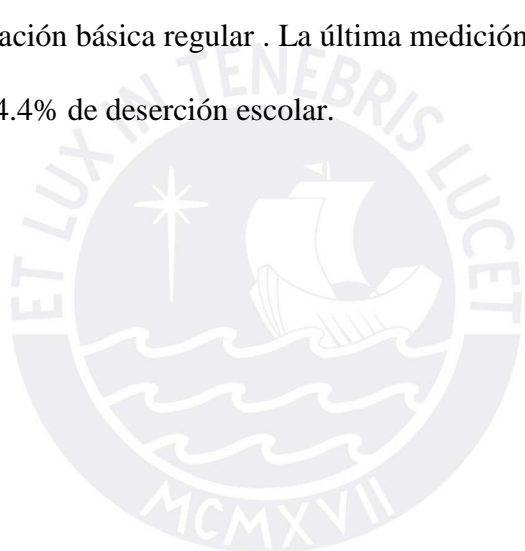 ación básica regular . La última medición
4.4% de deserción escolar.
ET LUX IN TENEBRIS LUCET
MCMXVII